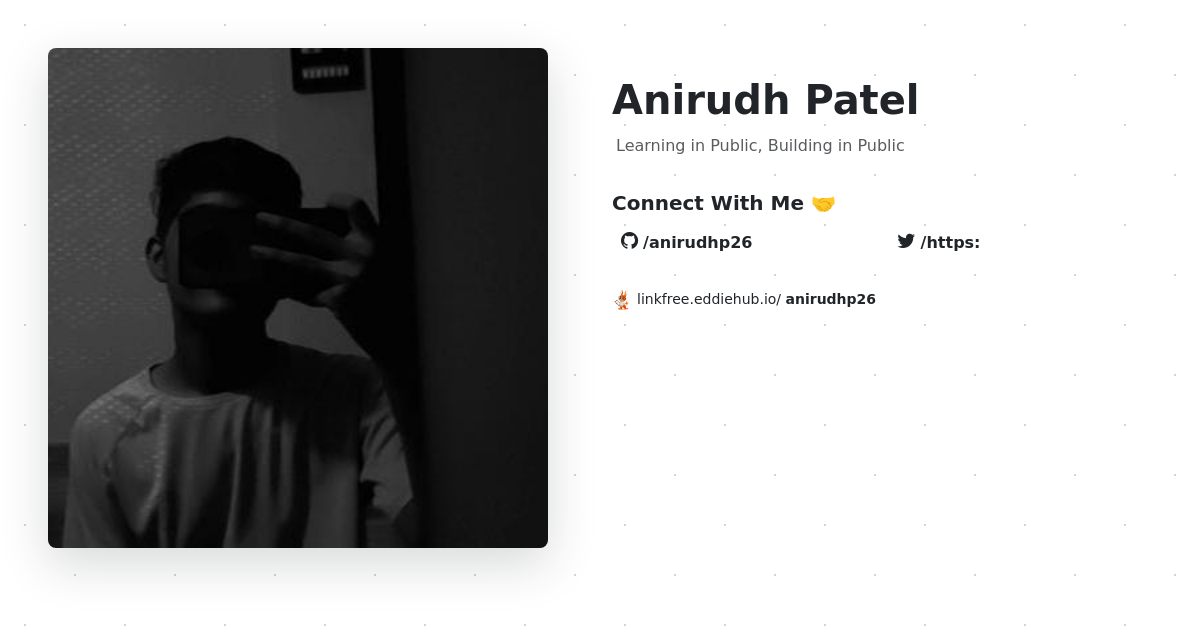 Anirudh Patel
Learning in Public, Building in Public
Connect With Me 🤝
/anirudhp26 /https:
linkfree.eddiehub.io/ anirudhp26